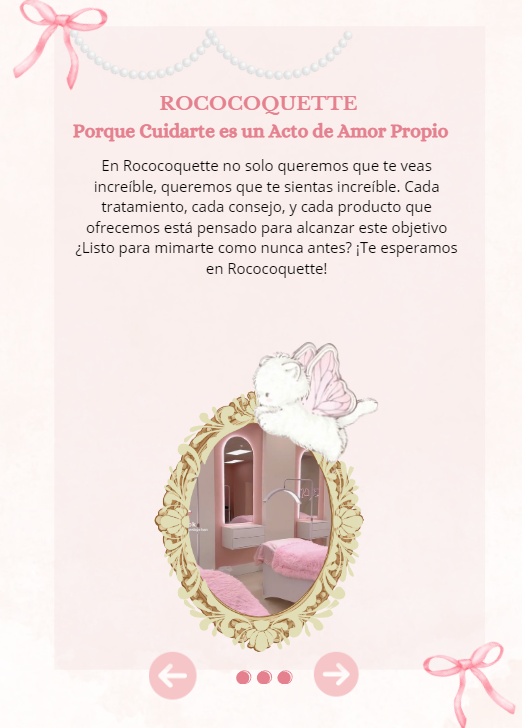 ROCOCOQUETTE
Porque Cuidarte es un Acto de Amor Propio
En Rococoquette no solo queremos que te veas
increíble, queremos que te sientas increíble. Cada
tratamiento, cada consejo, y cada producto que
ofrecemos está pensado para alcanzar este objetivo
¿Listo para mimarte como nunca antes? ¡Te esperamos
en Rococoquette!